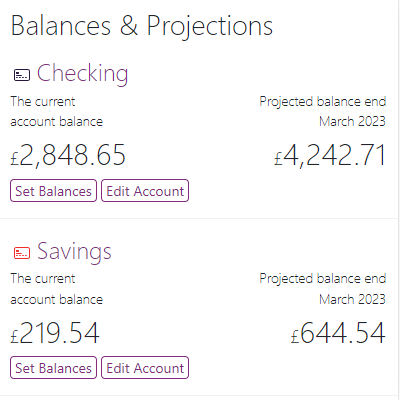 Balances & Projections
Checking
The current account balance
Projected balance end March 2023
£2,848.65
£4,242.71
Set Balances
Edit Account
Savings
The current account balance
Projected balance end March 2023
£219.54
£644.54
Set Balances
Edit Account